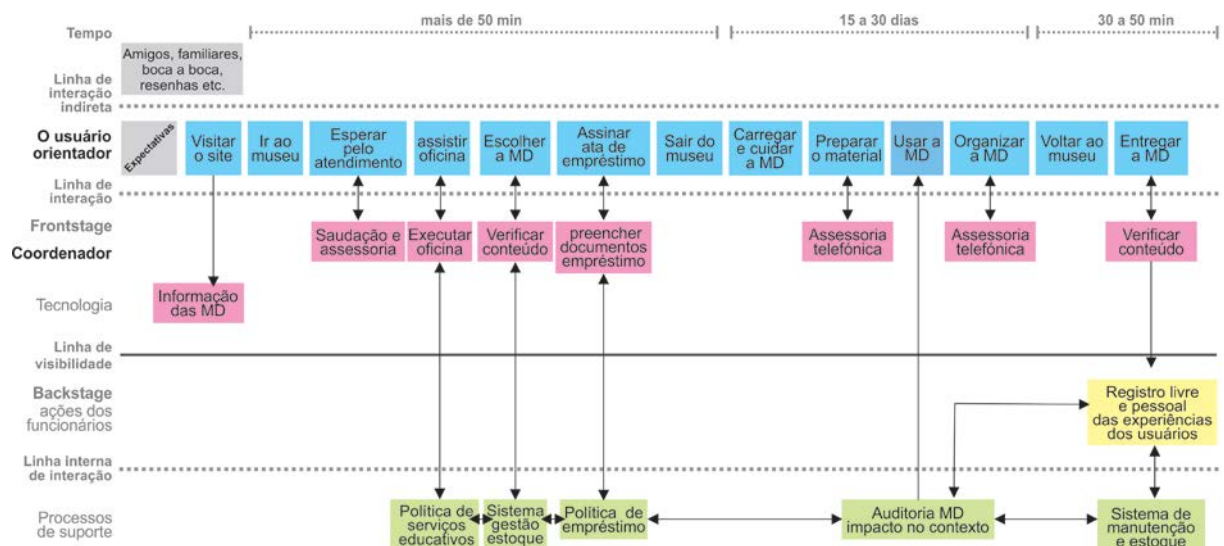 mais de 50 min
15 a 30 dias
30 a 50 min
Tempo
Amigos, familiares,
boca a boca,
resenhas etc.
Linha de
interação
indireta
O usuário
orientador
Expectativas
Visitar
o site
Ir ao
museu
Esperar
pelo
atendimento
assistir
oficina
Escolher
a MD
Assinar
ata de
empréstimo
Sair do
museu
Carregar
e cuidar
a MD
Preparar
o material
Usar a
MD
Organizar
a MD
Voltar ao
museu
Entregar
a MD
Linha de
interação
Frontstage
Coordenador
Saudação e
assessoria
Executar
oficina
Verificar
conteúdo
preencher
documentos
empréstimo
Assessoria
telefónica
Assessoria
telefónica
Verificar
conteúdo
Tecnologia
Informação
das MD
Linha de
visibilidade
Backstage
ações dos
funcionários
Registro livre
e pessoal
das experiências
dos usuários
Linha interna
de interação
Processos
de suporte
Política de
serviços
educativos
Sistema
gestão
estoque
Política de
empréstimo
Auditoria MD
impacto no contexto
Sistema de
manutenção
e estoque